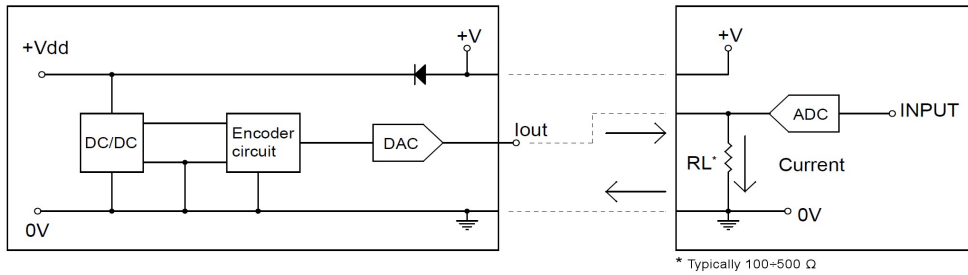 +Vdd
+V
DC/DC
Encoder
circuit
DAC
Iout
0V
+V
ADC
INPUT
RL*
Current
0V
* Typically 100÷500 Ω